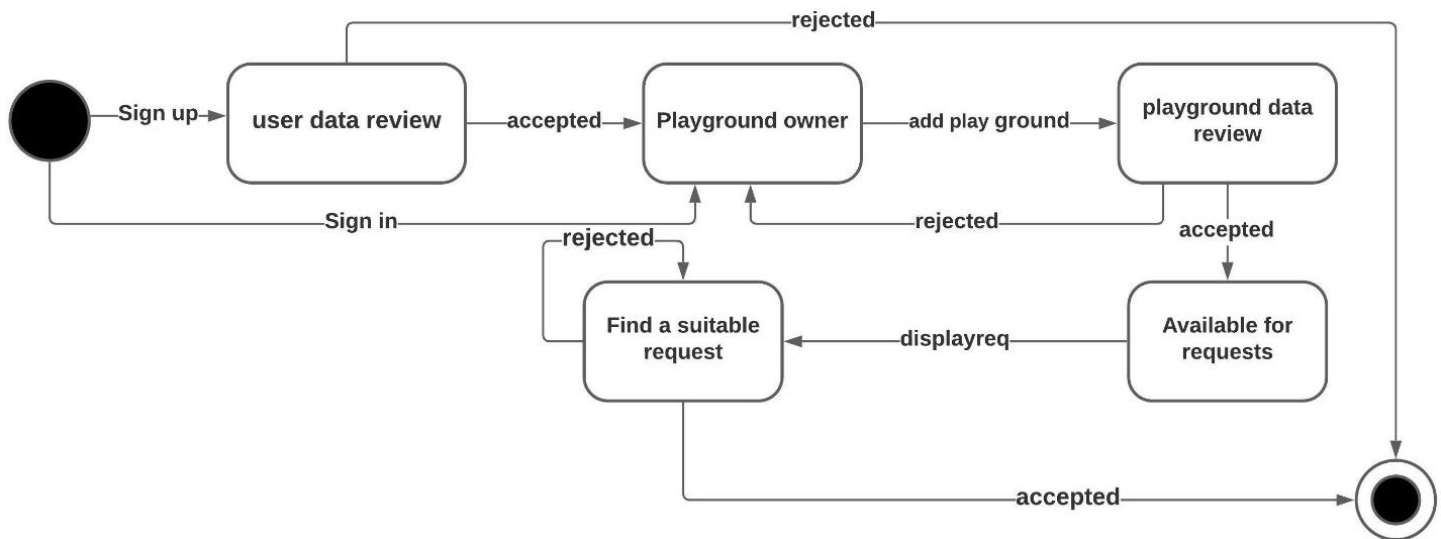 rejected
Sign up
user data review
accepted
Playground owner
add play ground
playground data
review
Sign in
rejected
accepted
rejected
Find a suitable
request
displayreq
Available for
requests
accepted